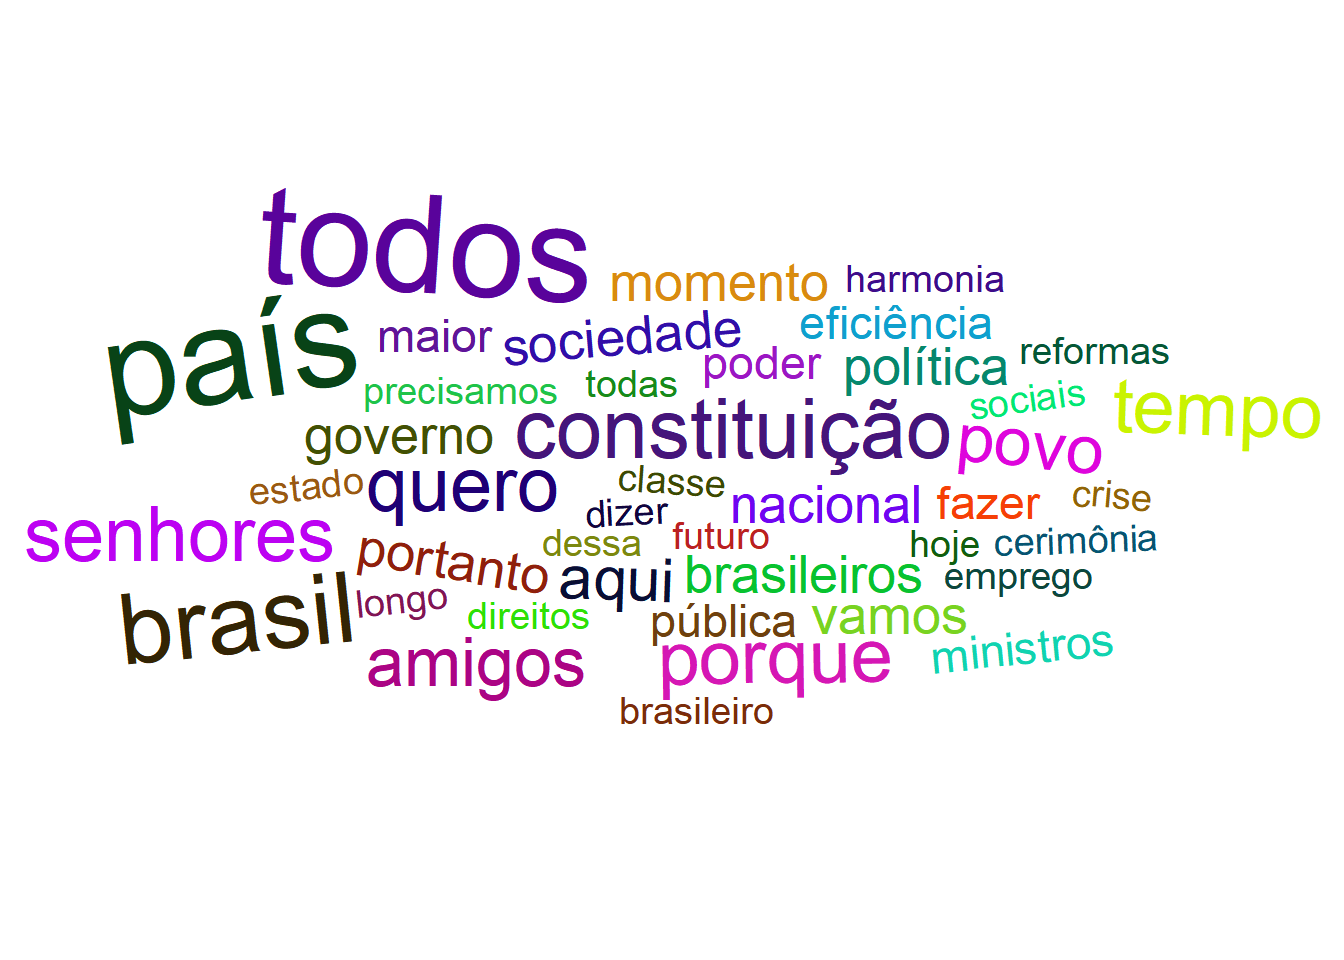 todos
momento
harmonia
país
maior
sociedade
eficiência
precisamos
todas
poder
política
reformas
governo
constituição
sociais
povo
tempo
estado
quero
classe
nacional
fazer
crise
senhores
portanto
dizer
dessa
futuro
hoje
cerimônia
brasil
longo
aqui
brasileiros
emprego
direitos
pública
vamos
amigos
porque
ministros
brasileiro